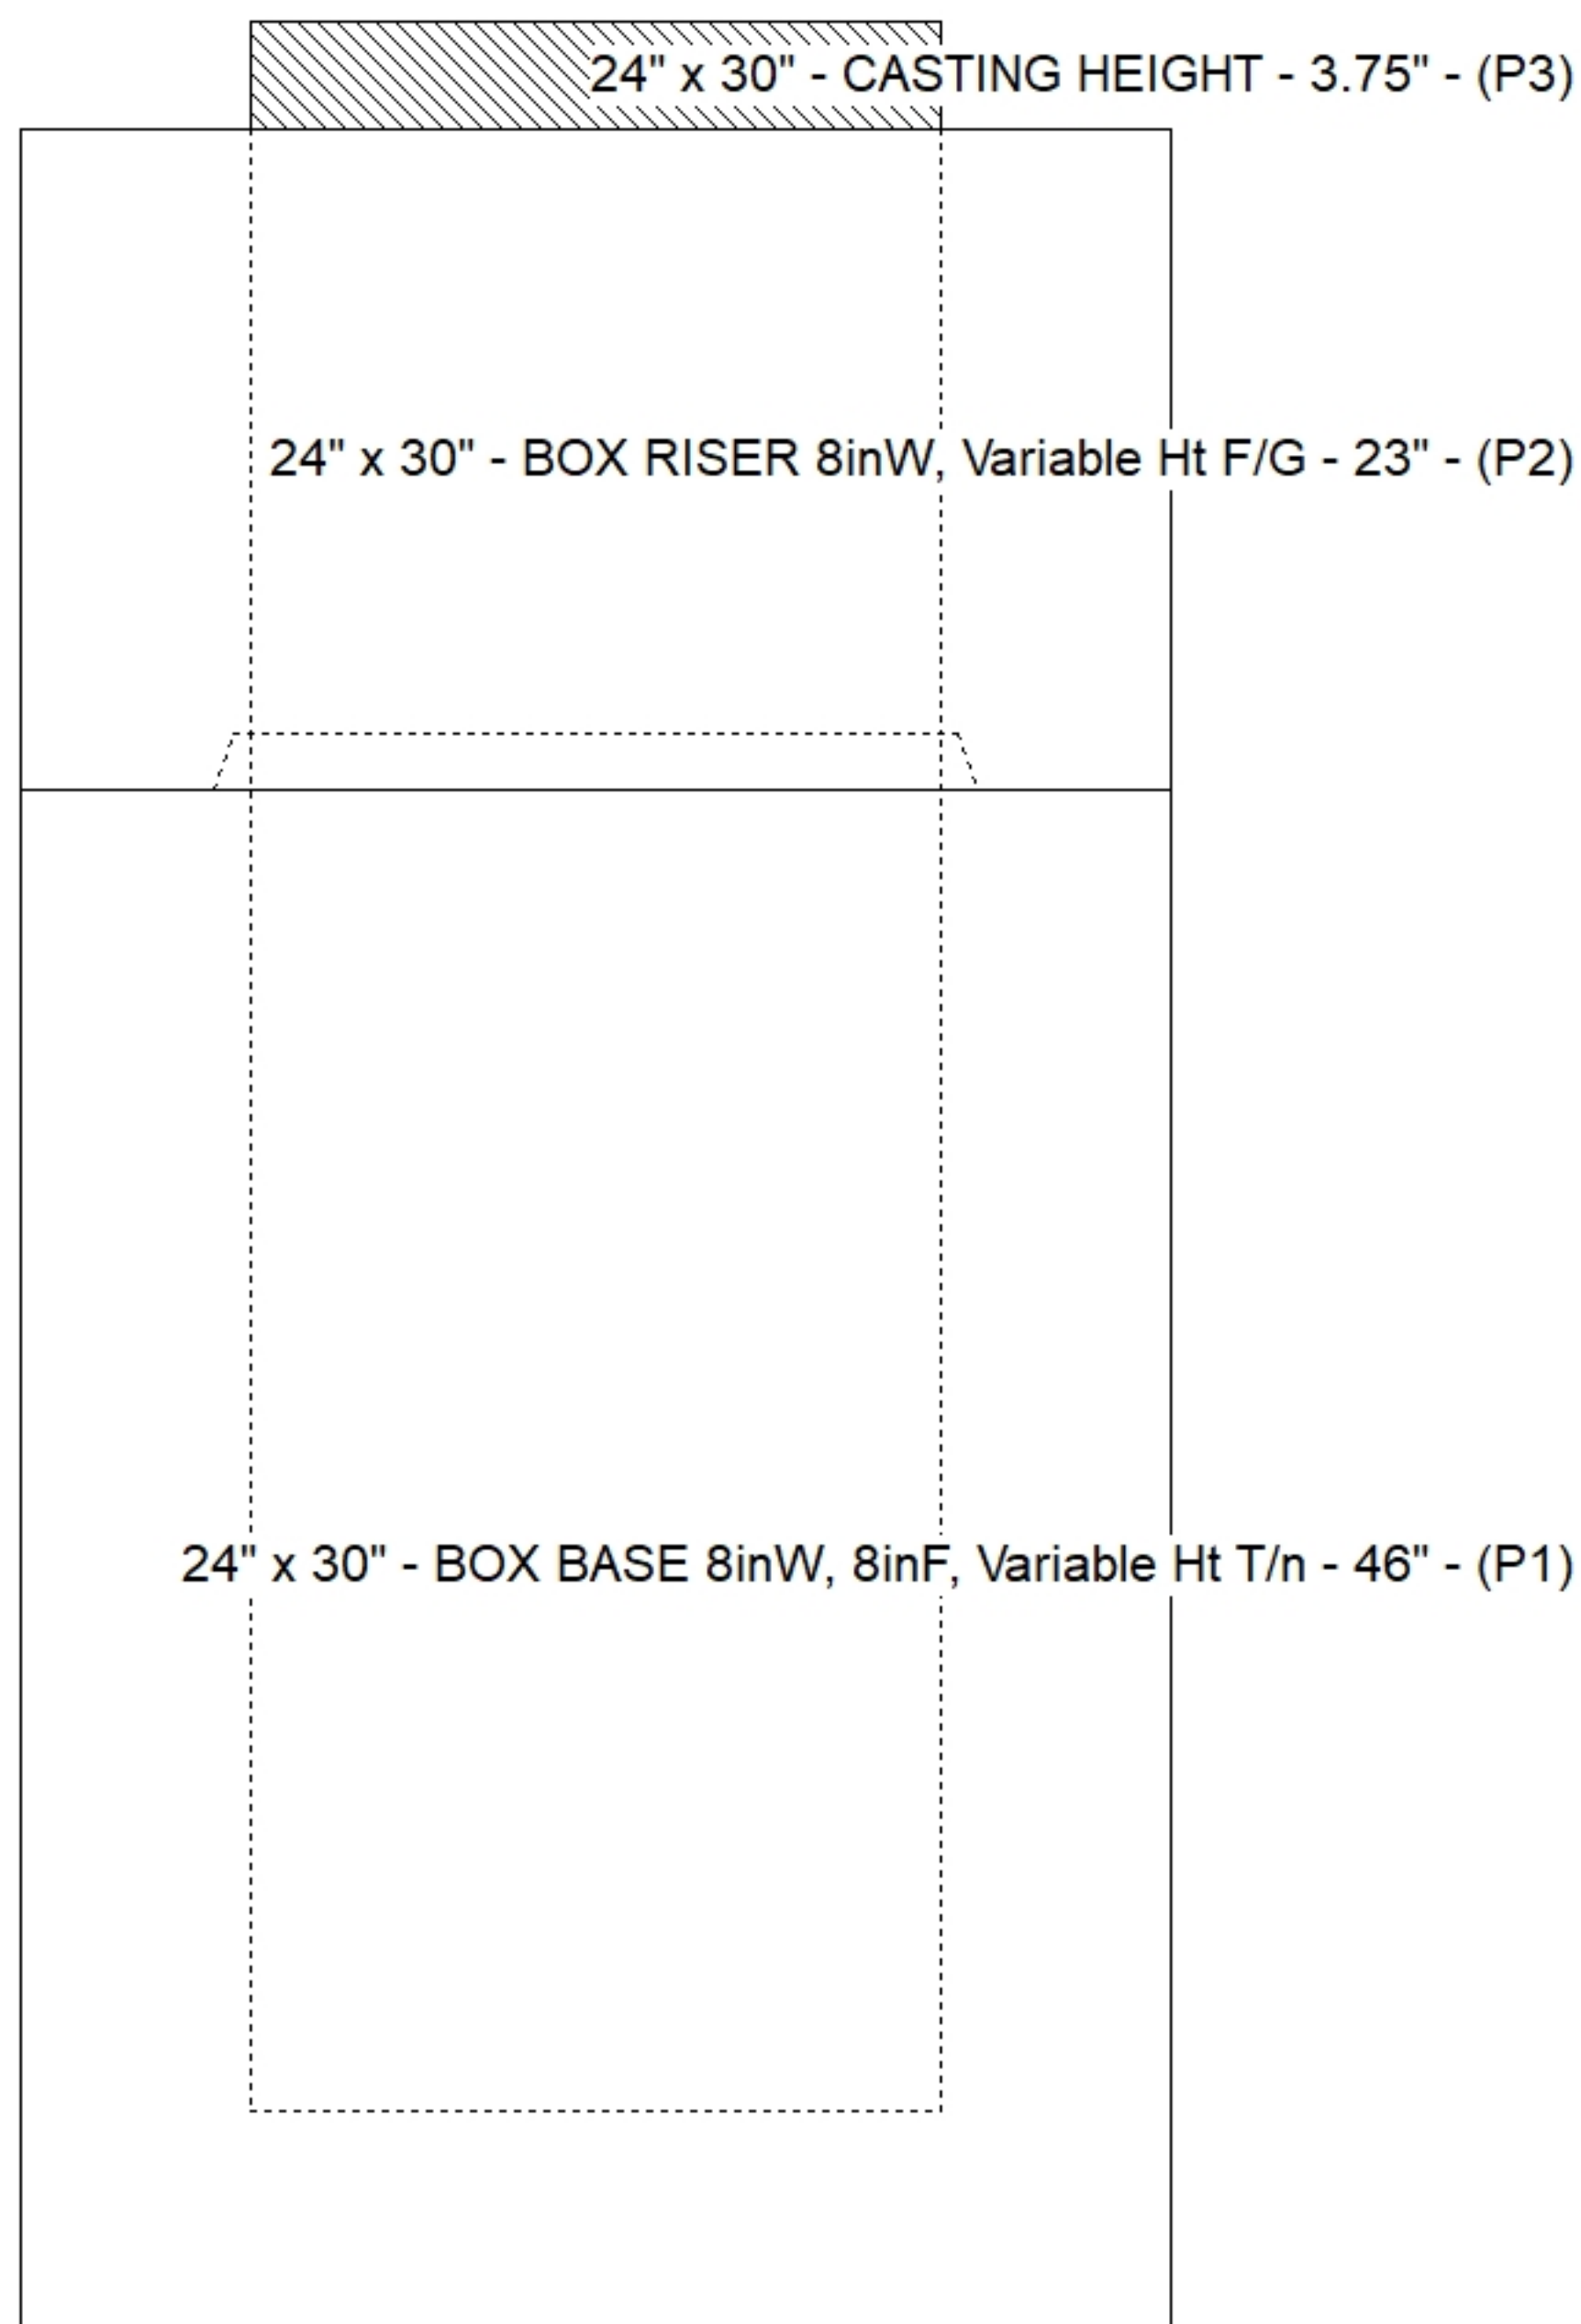 24" x 30" - CASTING HEIGHT - 3.75" - (P3)
24" x 30" - BOX RISER 8inW, Variable Ht F/G - 23" - (P2)
24" x 30" - BOX BASE 8inW, 8inF, Variable Ht T/n - 46" - (P1)